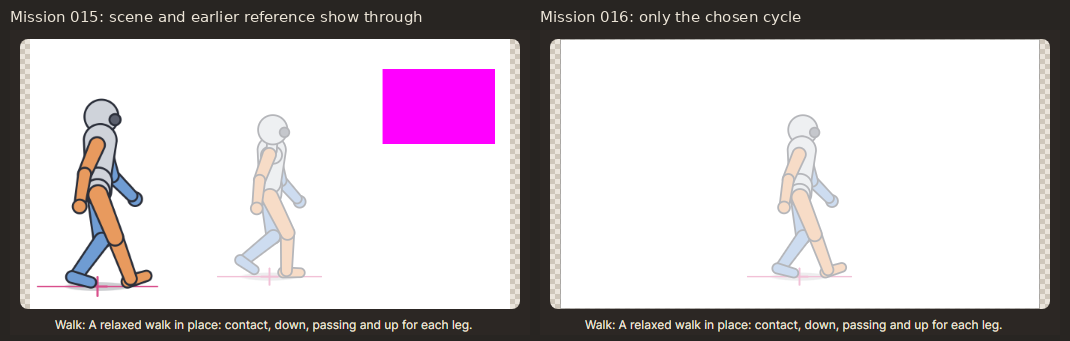 Mission 015: scene and earlier reference show through
Mission 016: only the chosen cycle
Walk: A relaxed walk in place: contact, down, passing and up for each leg.
Walk: A relaxed walk in place: contact, down, passing and up for each leg.